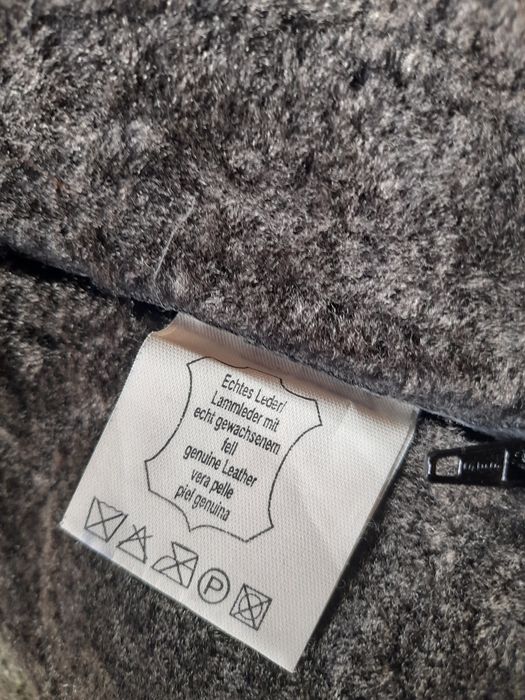 Echtes Leder/
Lammleder mit
echt gewachsenem
fell
genuine Leather
vera pelle
piel genuina
P